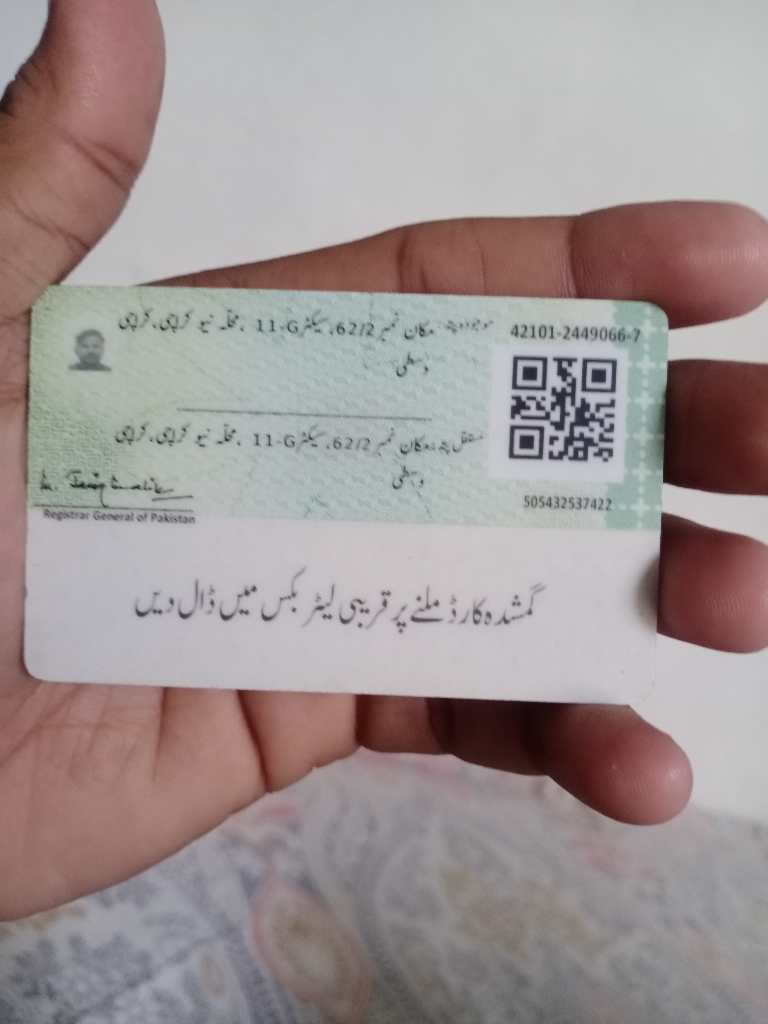 موجودہ پتہ: مکان نمبر 62/2، سیکٹر 11-G، محلہ نیو کراچی، کراچی
وسطی
42101-2449066-7
مستقل پتہ: مکان نمبر 62/2، سیکٹر 11-G، محلہ نیو کراچی، کراچی
وسطی
505432537422
Registrar General of Pakistan
گمشدہ کارڈ ملنے پر قریبی لیٹر بکس میں ڈال دیں